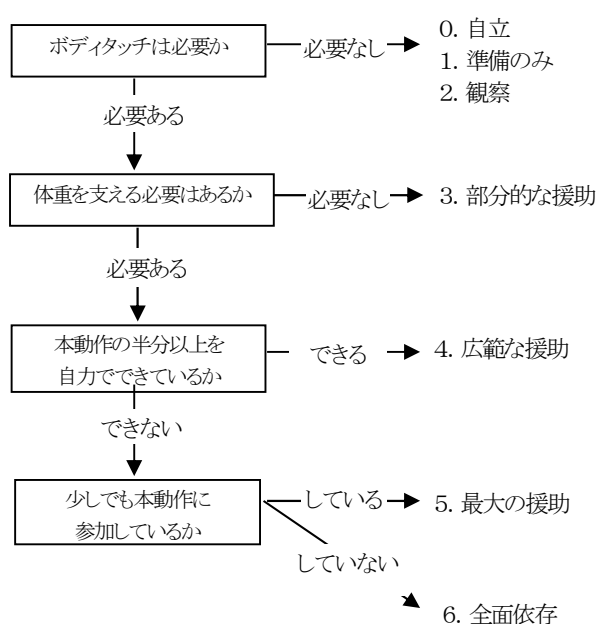 ボディタッチは必要か
必要なし
0. 自立
1. 準備のみ
2. 観察
必要ある
体重を支える必要はあるか
必要なし
3. 部分的な援助
必要ある
本動作の半分以上を
自力でできているか
できる
4. 広範な援助
できない
少しでも本動作に
参加しているか
している
5. 最大の援助
していない
6. 全面依存